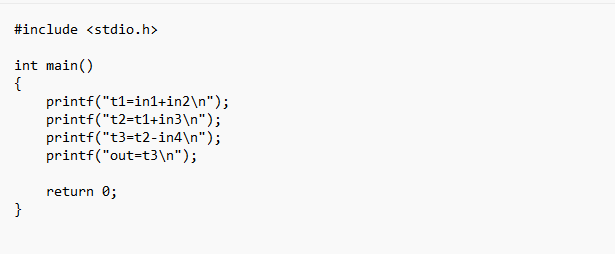 #include <stdio.h>
int main()
{
printf("t1=in1+in2\n");
printf("t2=t1+in3\n");
printf("t3=t2-in4\n");
printf("out=t3\n");
return 0;
}